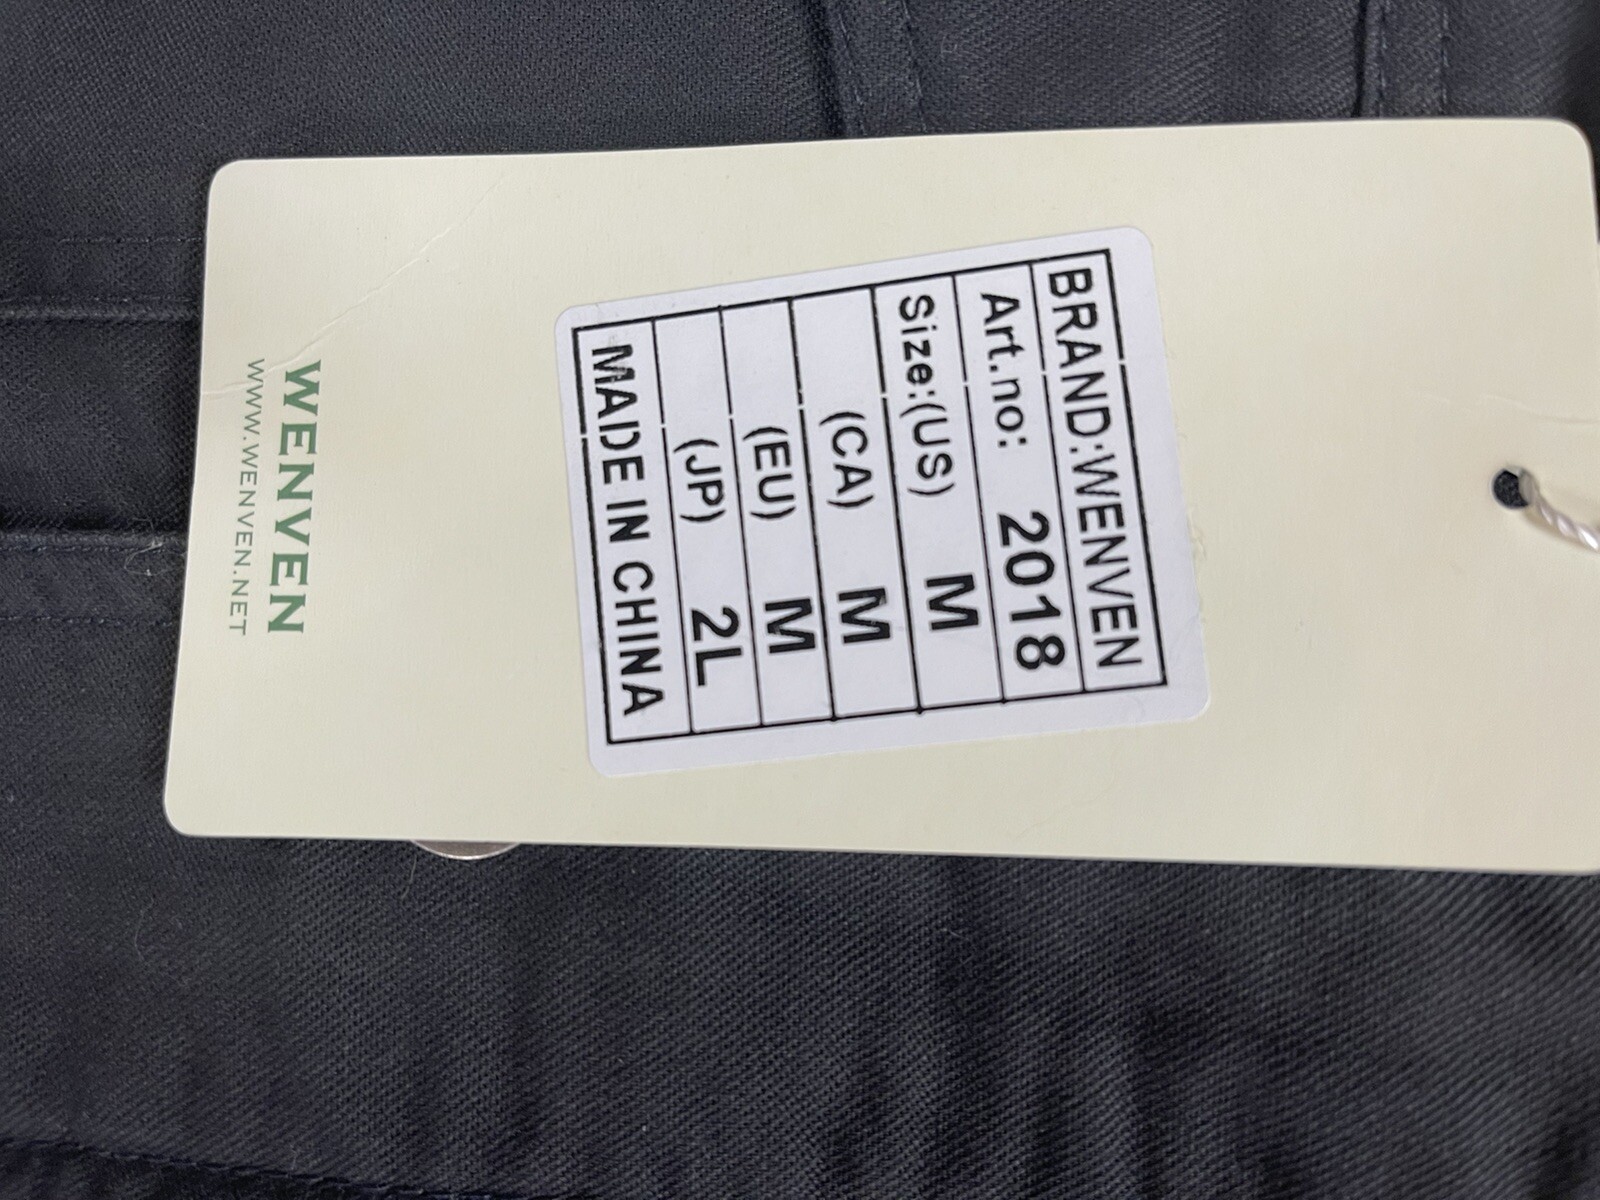 BRAND:WENVEN
Art.no: 2018
Size:(US) M
(CA) M
(EU) M
(JP) 2L
MADE IN CHINA
WENVEN
WWW.WENVEN.NET